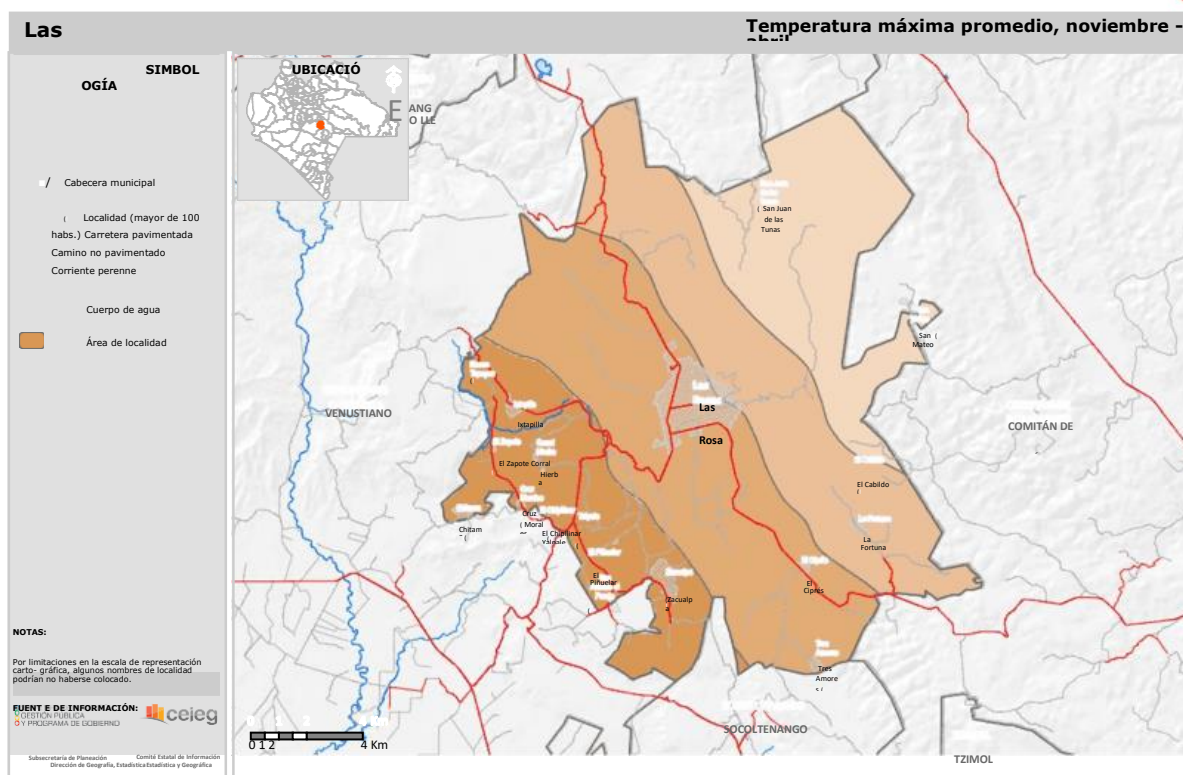 Las
Temperatura máxima promedio, noviembre -
abril
SIMBOL
OGÍA
/ Cabecera municipal
( Localidad (mayor de 100
habs.) Carretera pavimentada
Camino no pavimentado
Corriente perenne
Cuerpo de agua
Área de localidad
NOTAS:
Por limitaciones en la escala de representación
carto- gráfica, algunos nombres de localidad
podrían no haberse colocado.
FUENT E DE INFORMACIÓN:
GESTIÓN PÚBLICA
Y PROGRAMA DE GOBIERNO
ceieg
Subsecretaría de Planeación
Comité Estatal de Información
Dirección de Geografía, Estadística
Estadística y Geográfica
UBICACIÓ
E
ANG
O LLE
( San Juan
de las
Tunas
San (
Mateo
VENUSTIANO
COMITÁN DE
Las
Rosa
Ixtapilla
El Zapote Corral
Hierb
a
Chitam
(
Cruz
( Moral
El Chipilinar
(
El
Piñuelar
(
(Zacualp
a
El Cabildo
(
La
Fortuna
El
Ciprés
Tres
Amore
s (
SOCOLTENANGO
TZIMOL
0 1 2
4 Km